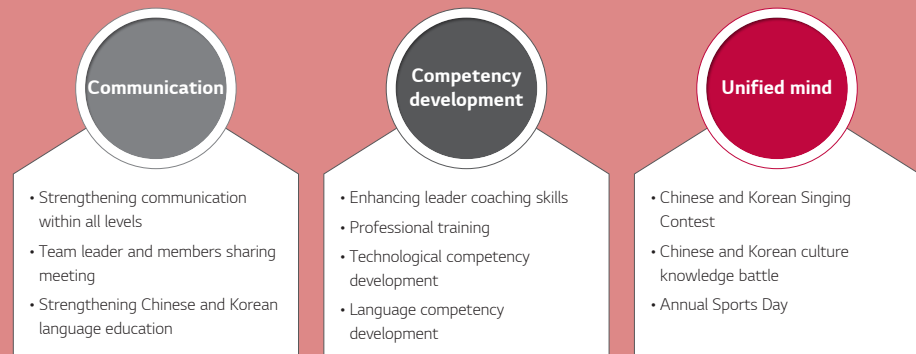 Communication
• Strengthening communication
within all levels
• Team leader and members sharing
meeting
• Strengthening Chinese and Korean
language education
Competency
development
• Enhancing leader coaching skills
• Professional training
• Technological competency
development
• Language competency
development
Unified mind
• Chinese and Korean Singing
Contest
• Chinese and Korean culture
knowledge battle
• Annual Sports Day